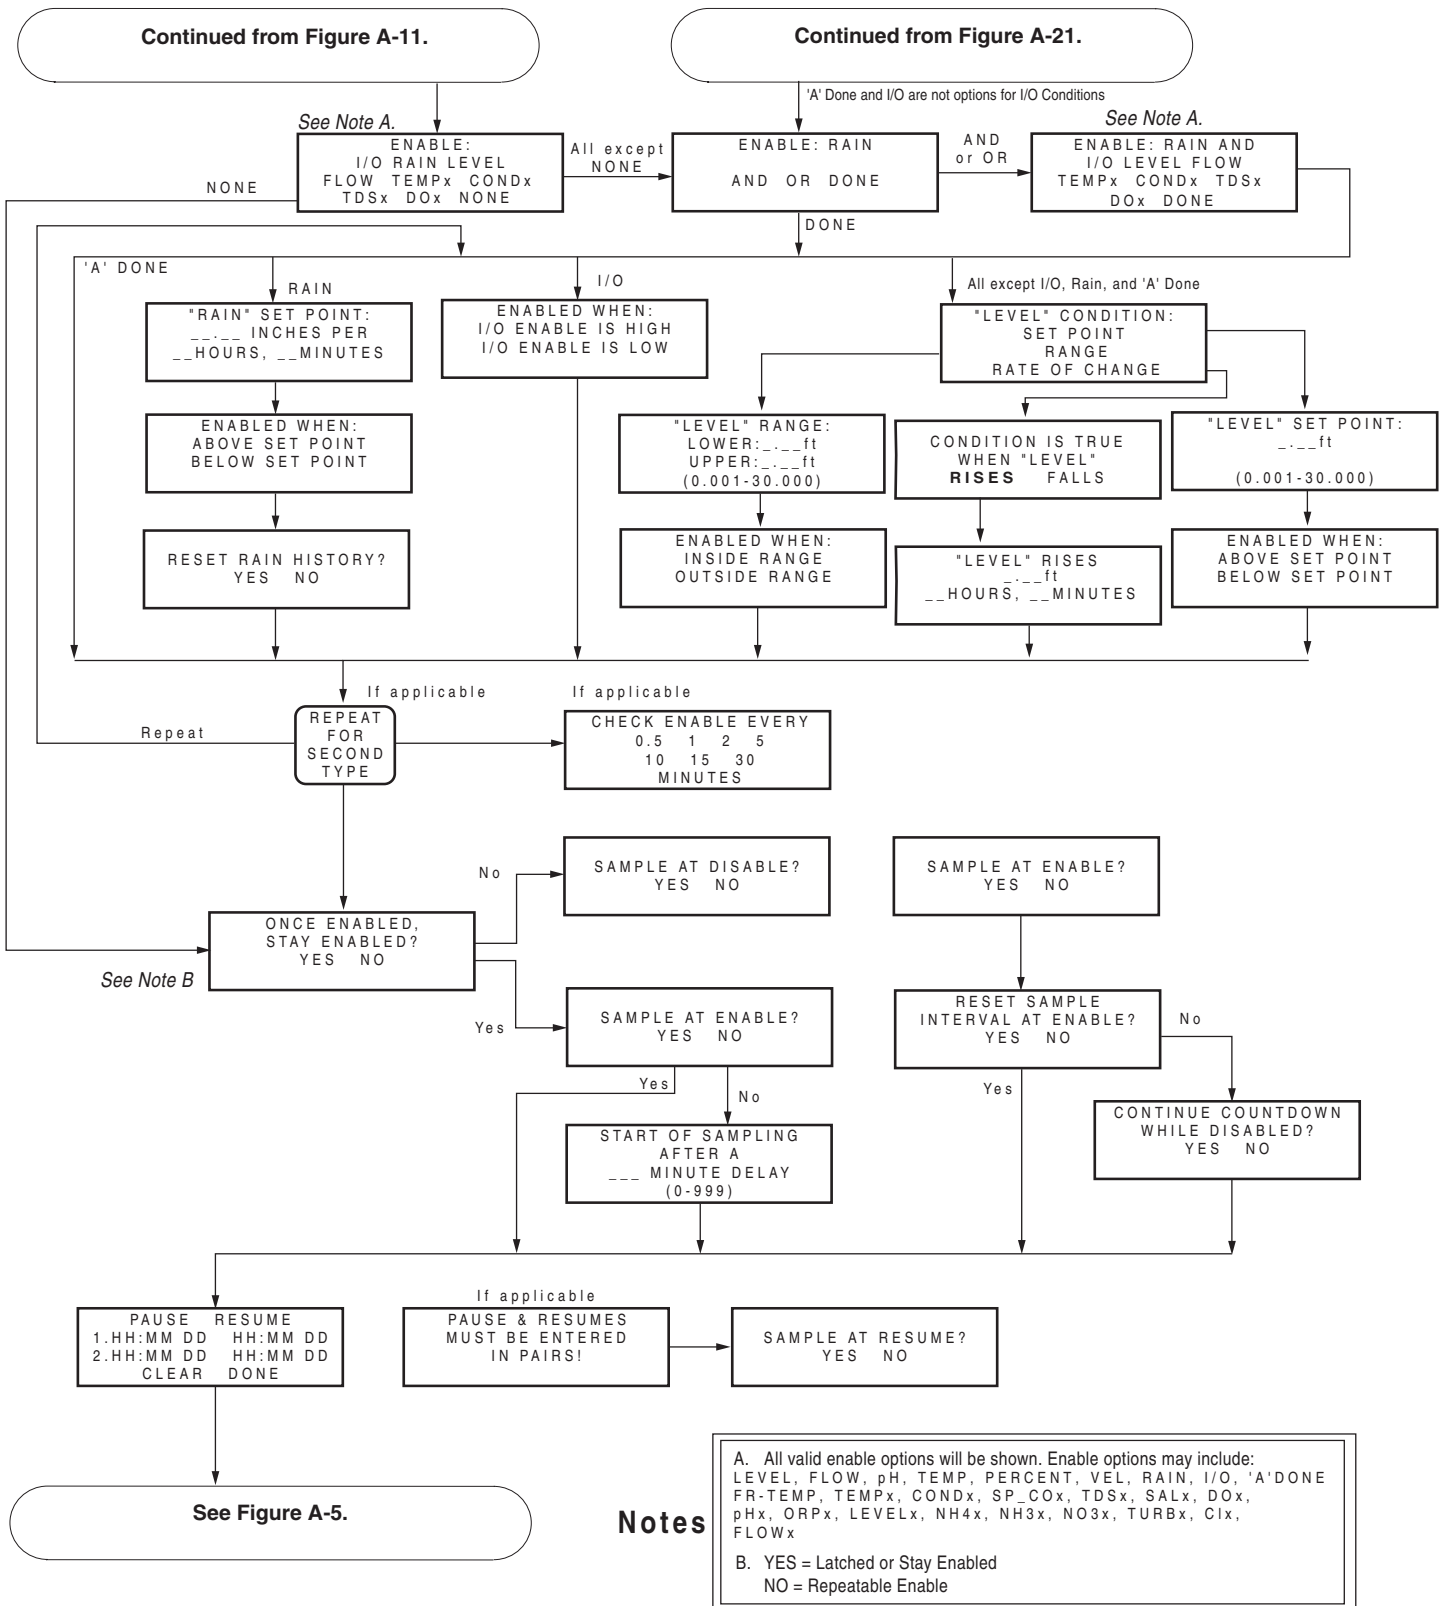 Continued from Figure A-11.
Continued from Figure A-21.
'A' Done and I/O are not options for I/O Conditions
See Note A.
ENABLE:
I/O RAIN LEVEL
FLOW TEMPx CONDx
TDSx DOx NONE
All except
NONE
ENABLE: RAIN
AND OR DONE
AND
or OR
See Note A.
ENABLE: RAIN AND
I/O LEVEL FLOW
TEMPx CONDx TDSx
DOx DONE
NONE
DONE
'A' DONE
RAIN
I/O
All except I/O, Rain, and 'A' Done
"RAIN" SET POINT:
__.__ INCHES PER
__HOURS, __MINUTES
ENABLED WHEN:
I/O ENABLE IS HIGH
I/O ENABLE IS LOW
"LEVEL" CONDITION:
SET POINT
RANGE
RATE OF CHANGE
ENABLED WHEN:
ABOVE SET POINT
BELOW SET POINT
"LEVEL" RANGE:
LOWER:_.__ft
UPPER:_.__ft
(0.001-30.000)
CONDITION IS TRUE
WHEN "LEVEL"
RISES FALLS
"LEVEL" SET POINT:
_.__ft
(0.001-30.000)
RESET RAIN HISTORY?
YES NO
ENABLED WHEN:
INSIDE RANGE
OUTSIDE RANGE
"LEVEL" RISES
_.__ft
__HOURS, __MINUTES
ENABLED WHEN:
ABOVE SET POINT
BELOW SET POINT
If applicable
If applicable
Repeat
REPEAT
FOR
SECOND
TYPE
CHECK ENABLE EVERY
0.5 1 2 5
10 15 30
MINUTES
No
SAMPLE AT DISABLE?
YES NO
SAMPLE AT ENABLE?
YES NO
ONCE ENABLED,
STAY ENABLED?
YES NO
See Note B
Yes
SAMPLE AT ENABLE?
YES NO
RESET SAMPLE
INTERVAL AT ENABLE?
YES NO
No
Yes
No
Yes
START OF SAMPLING
AFTER A
___ MINUTE DELAY
(0-999)
CONTINUE COUNTDOWN
WHILE DISABLED?
YES NO
PAUSE RESUME
1.HH:MM DD HH:MM DD
2.HH:MM DD HH:MM DD
CLEAR DONE
If applicable
PAUSE & RESUMES
MUST BE ENTERED
IN PAIRS!
SAMPLE AT RESUME?
YES NO
See Figure A-5.
Notes
A. All valid enable options will be shown. Enable options may include:
LEVEL, FLOW, pH, TEMP, PERCENT, VEL, RAIN, I/O, 'A'DONE
FR-TEMP, TEMPx, CONDx, SP_COx, TDSx, SALx, DOx,
pHx, ORPx, LEVELx, NH4x, NH3x, NO3x, TURBx, Clx,
FLOWx
B. YES = Latched or Stay Enabled
NO = Repeatable Enable